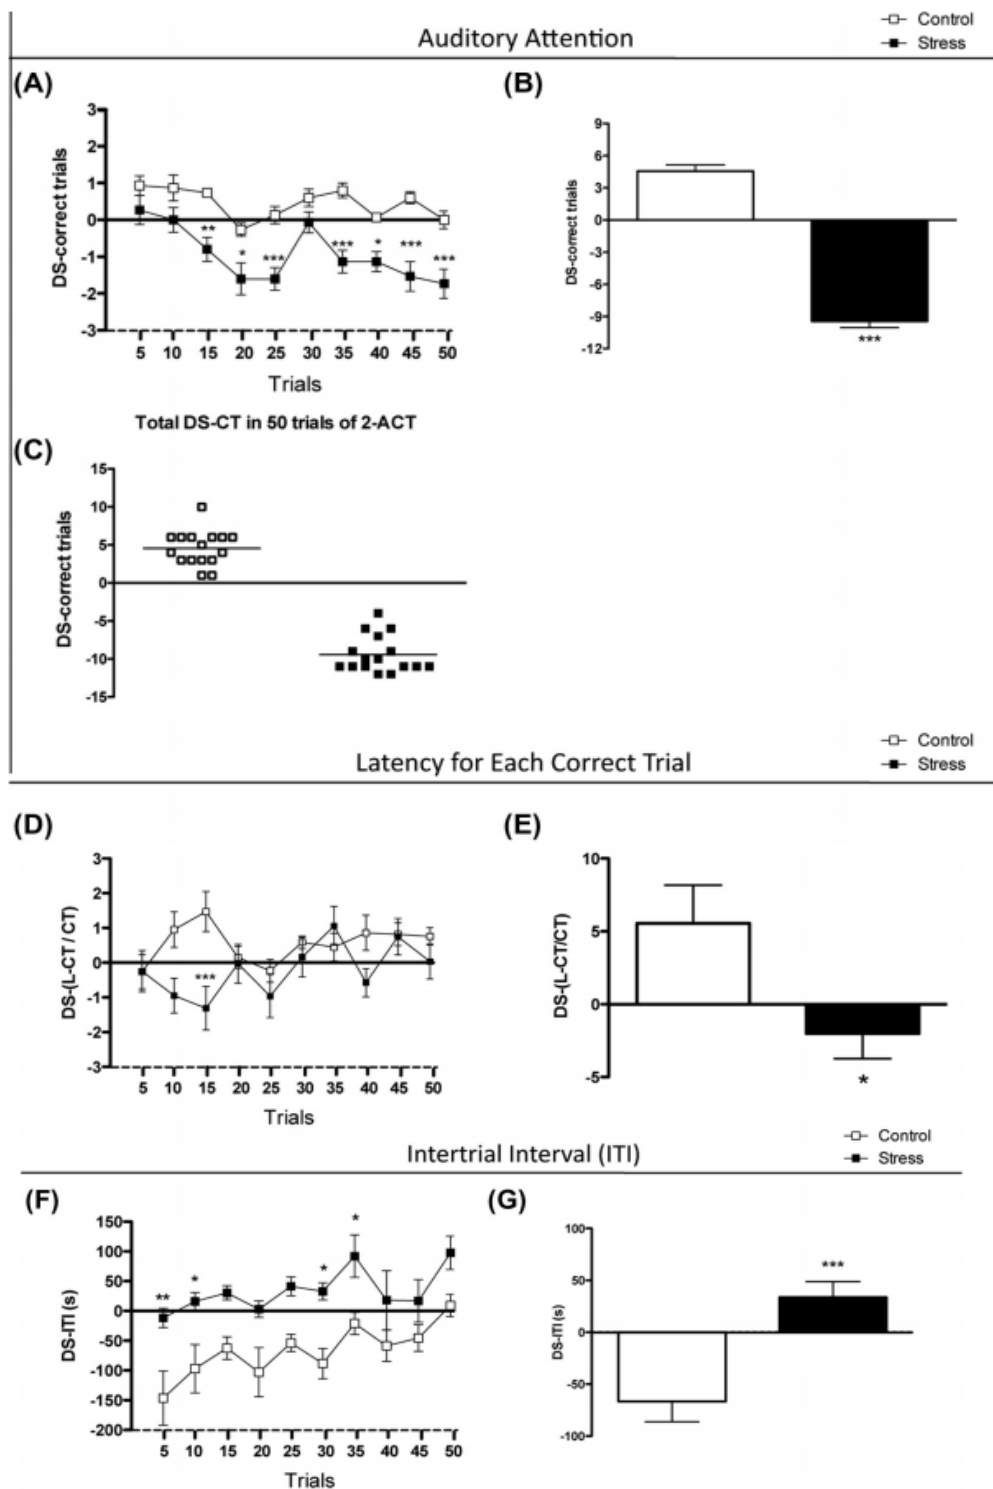 Control
Auditory Attention
Stress
(A)
(B)
DS-correct trials
3
2
1
0
-1
-2
-3
**
*
***
***
*
***
***
5 10 15 20 25 30 35 40 45 50
Trials
DS-correct trials
9
6
3
0
-3
-6
-9
-12
***
Total DS-CT in 50 trials of 2-ACT
(C)
DS-correct trials
15
10
5
0
-5
-10
-15
Control
Latency for Each Correct Trial
Stress
(D)
(E)
DS-(L-CT / CT)
3
2
1
0
-1
-2
-3
***
5 10 15 20 25 30 35 40 45 50
Trials
DS-(L-CT/CT)
10
5
0
-5
*
Control
Intertrial Interval (ITI)
Stress
(F)
(G)
DS-ITI (s)
150
100
50
0
-50
-100
-150
-200
**
*
*
*
5 10 15 20 25 30 35 40 45 50
Trials
DS-ITI (s)
100
50
0
-50
-100
***